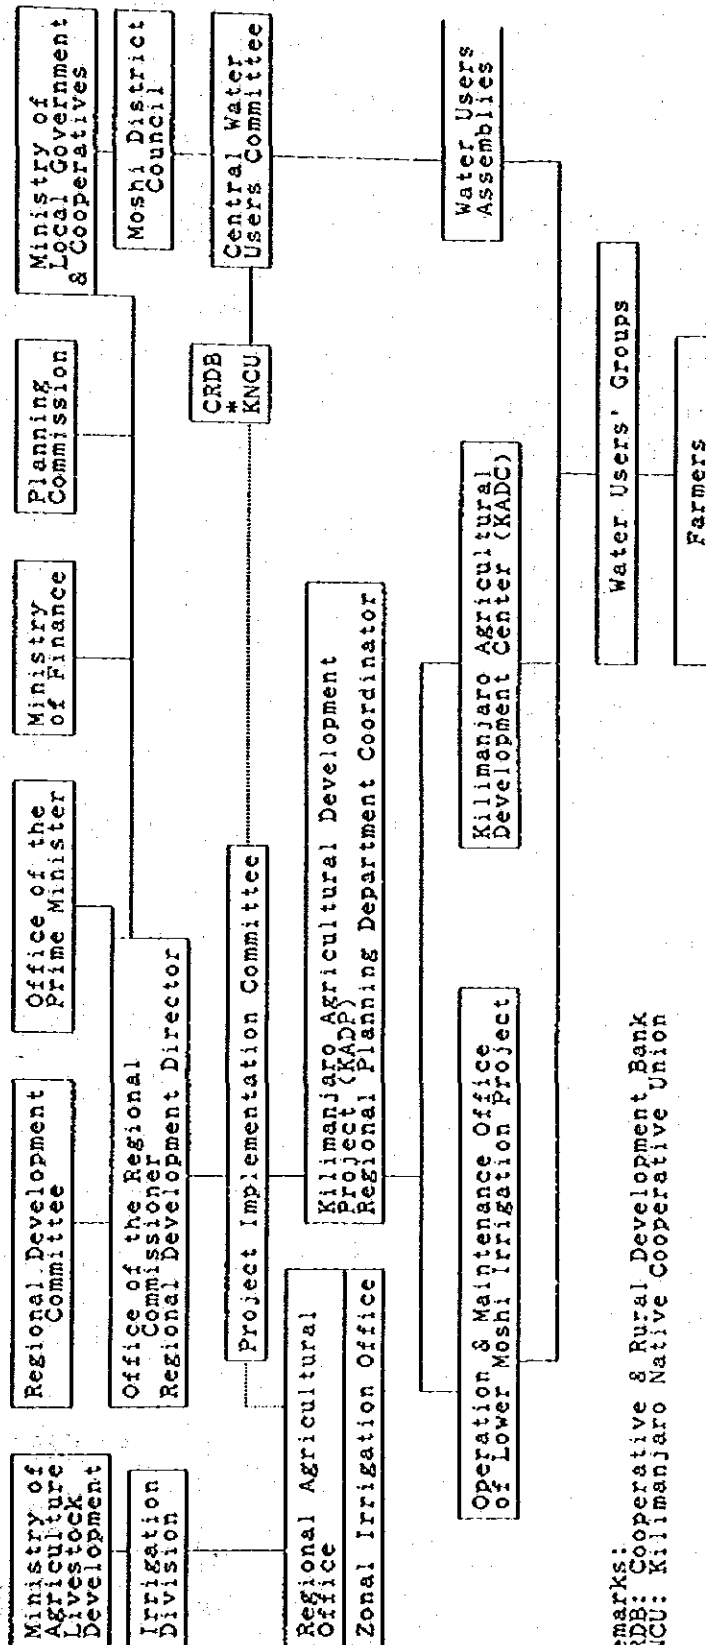 Ministry of
Agriculture
Livestock
Development
Irrigation
Division
Regional Agricultural
Office
Zonal Irrigation Office
Regional Development
Committee
Office of the
Prime Minister
Ministry
of Finance
Planning
Commission
Ministry of
Local Government
& Cooperatives
Office of the Regional
Commissioner
Regional Development Director
Moshi District
Council
Project Implementation Committee
CRDB
*
KNCU
Central Water
Users Committee
Kilimanjaro Agricultural Development
Project (KADP)
Regional Planning Department Coordinator
Operation & Maintenance Office
of Lower Moshi Irrigation Project
Kilimanjaro Agricultural
Development Center (KADC)
Water Users
Assemblies
Water Users' Groups
Farmers
emarks:
RDB: Cooperative & Rural Development Bank
NCU: Kilimanjaro Native Cooperative Union